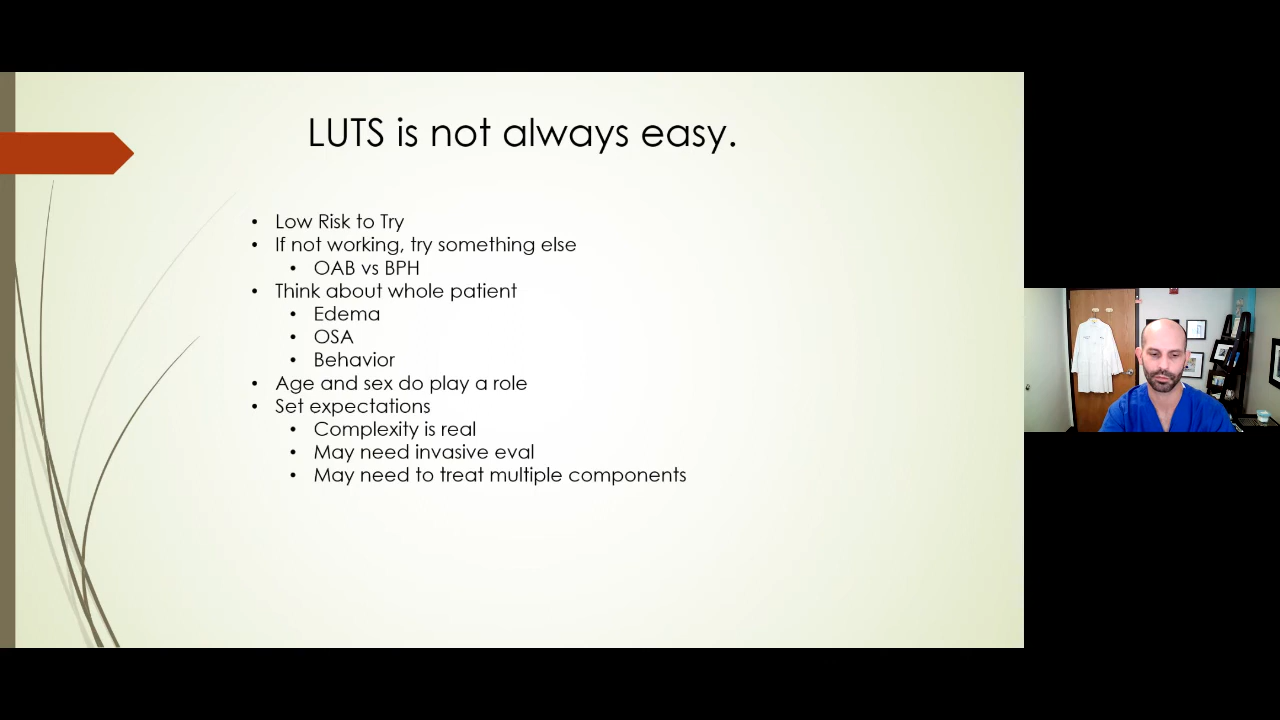 LUTS is not always easy.
• Low Risk to Try
• If not working, try something else
• OAB vs BPH
• Think about whole patient
• Edema
• OSA
• Behavior
• Age and sex do play a role
• Set expectations
• Complexity is real
• May need invasive eval
• May need to treat multiple components